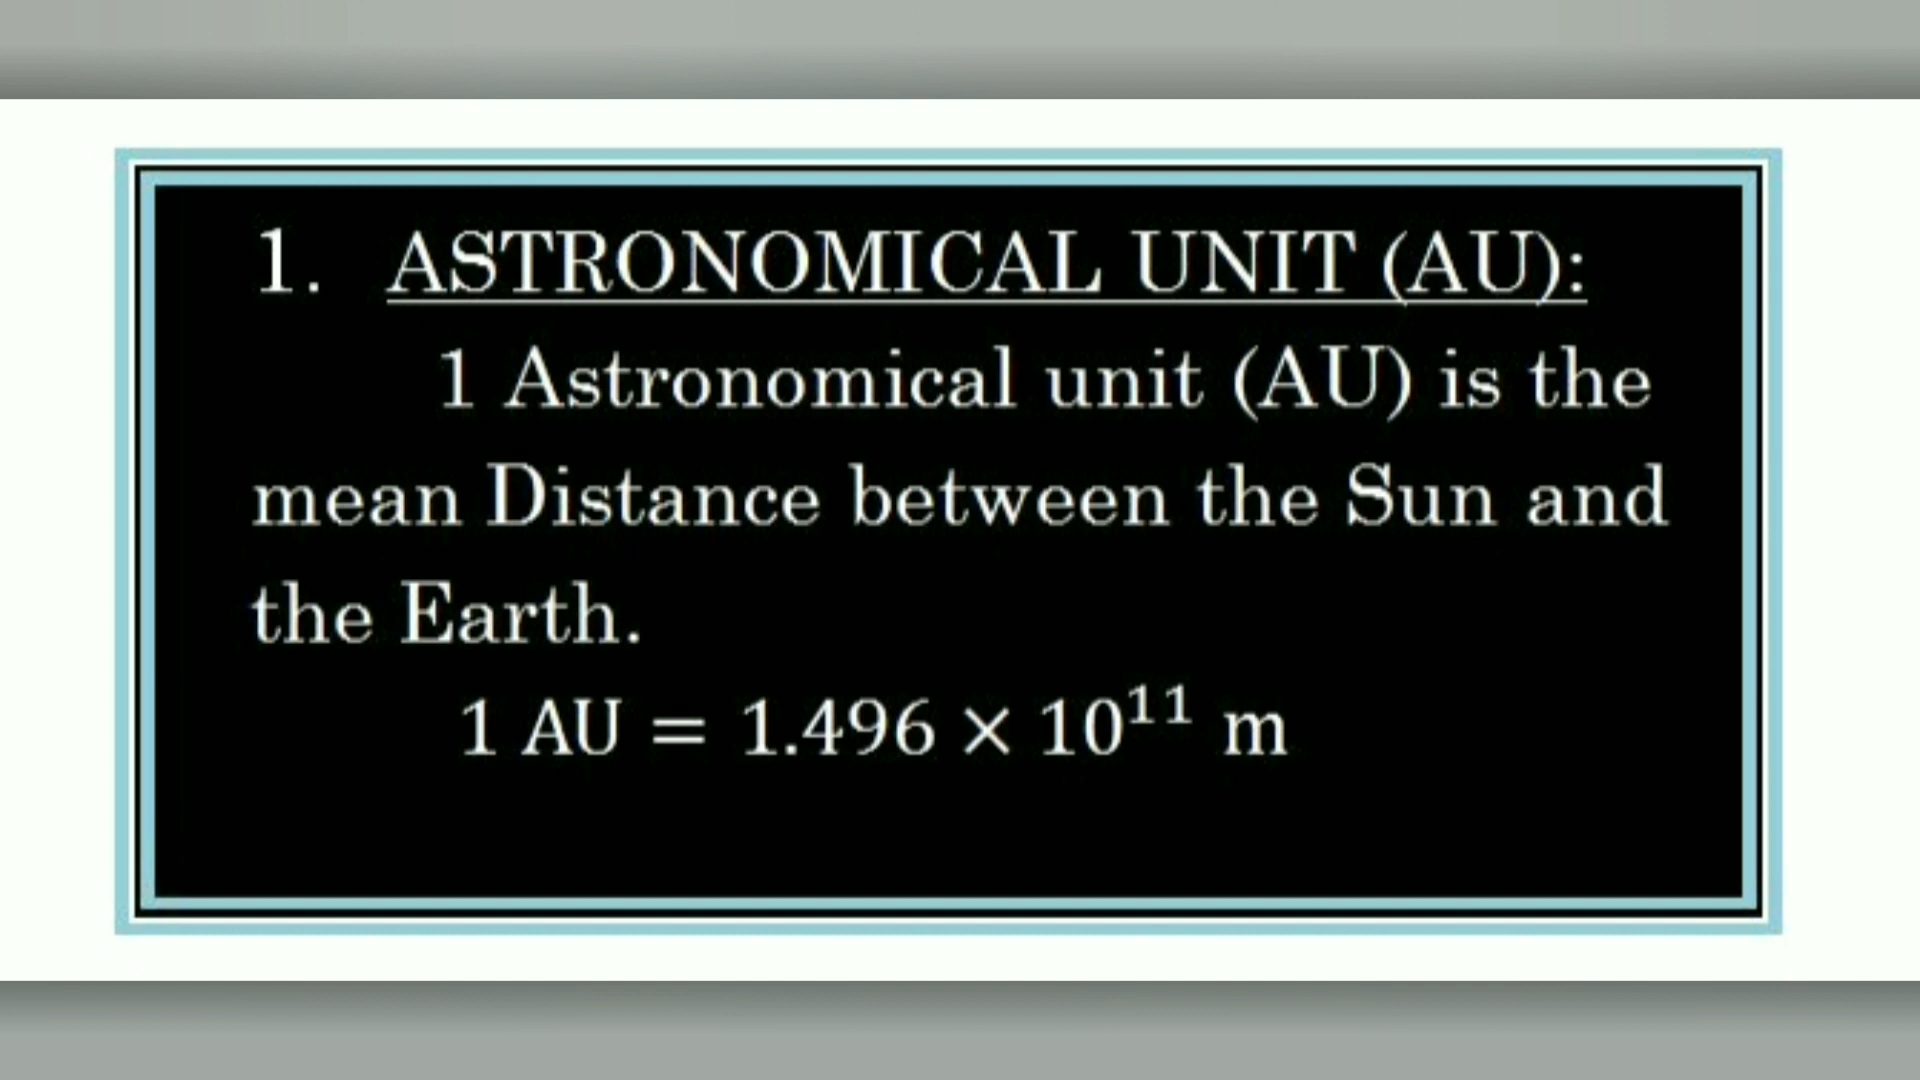 1. ASTRONOMICAL UNIT (AU):
1 Astronomical unit (AU) is the
mean Distance between the Sun and
the Earth.
1 AU = 1.496 × 10¹¹ m